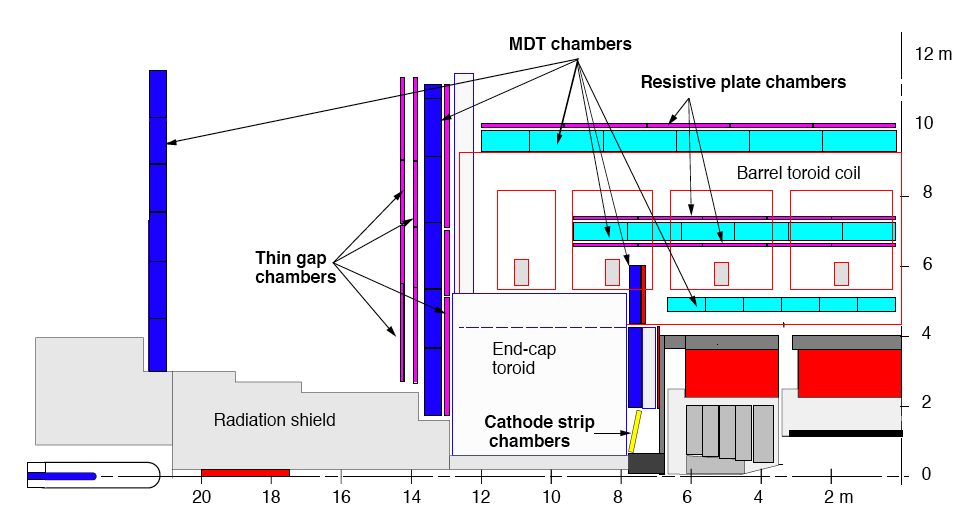 MDT chambers
12 m
Resistive plate chambers
10
Barrel toroid coil
8
Thin gap
chambers
6
End-cap
toroid
4
Radiation shield
Cathode strip
chambers
2
0
20
18
16
14
12
10
8
6
4
2 m